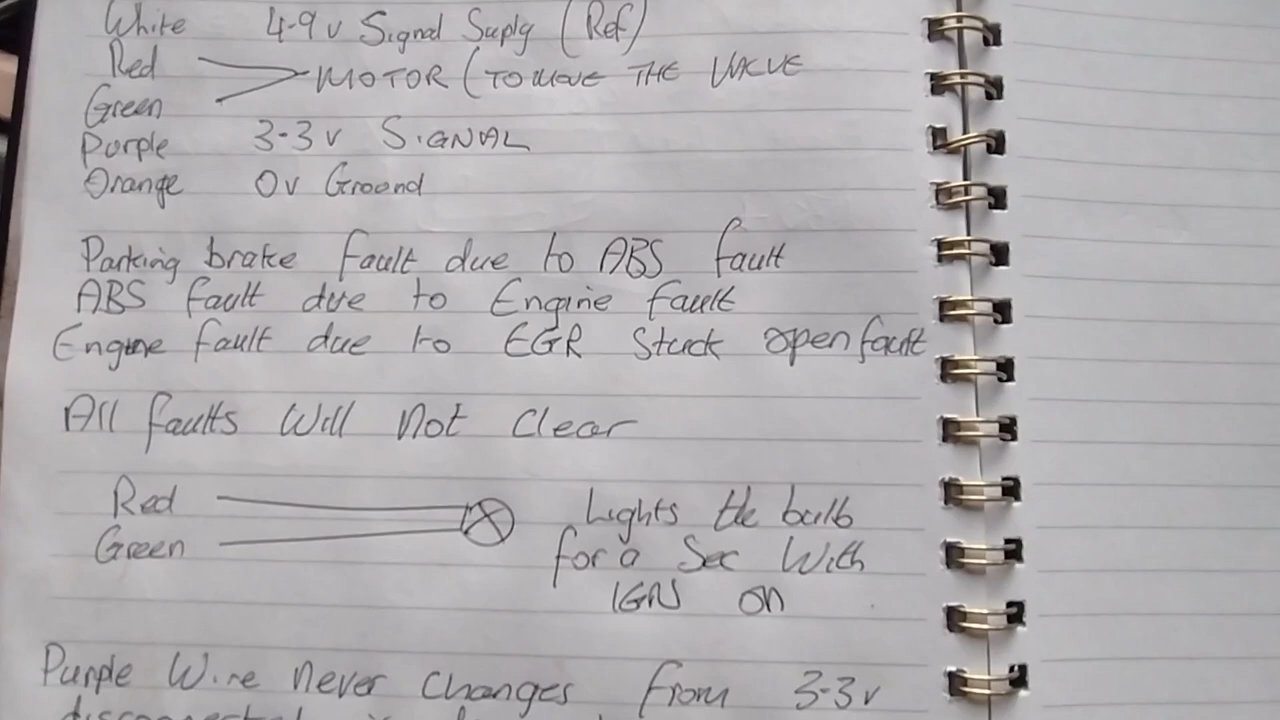 White 4-9v Signal Suply (Ref)
Red
MOTOR (TO MOVE THE VALVE
Green
Purple 3-3v SIGNAL
Orange 0v Ground
Parking brake fault due to ABS fault
ABS fault due to Engine fault
Engine fault due to EGR Stuck open fault
All faults Will not Clear
Red
Green
Lights the bulb
for a Sec With
IGN on
Purple Wire never Changes from 3-3v